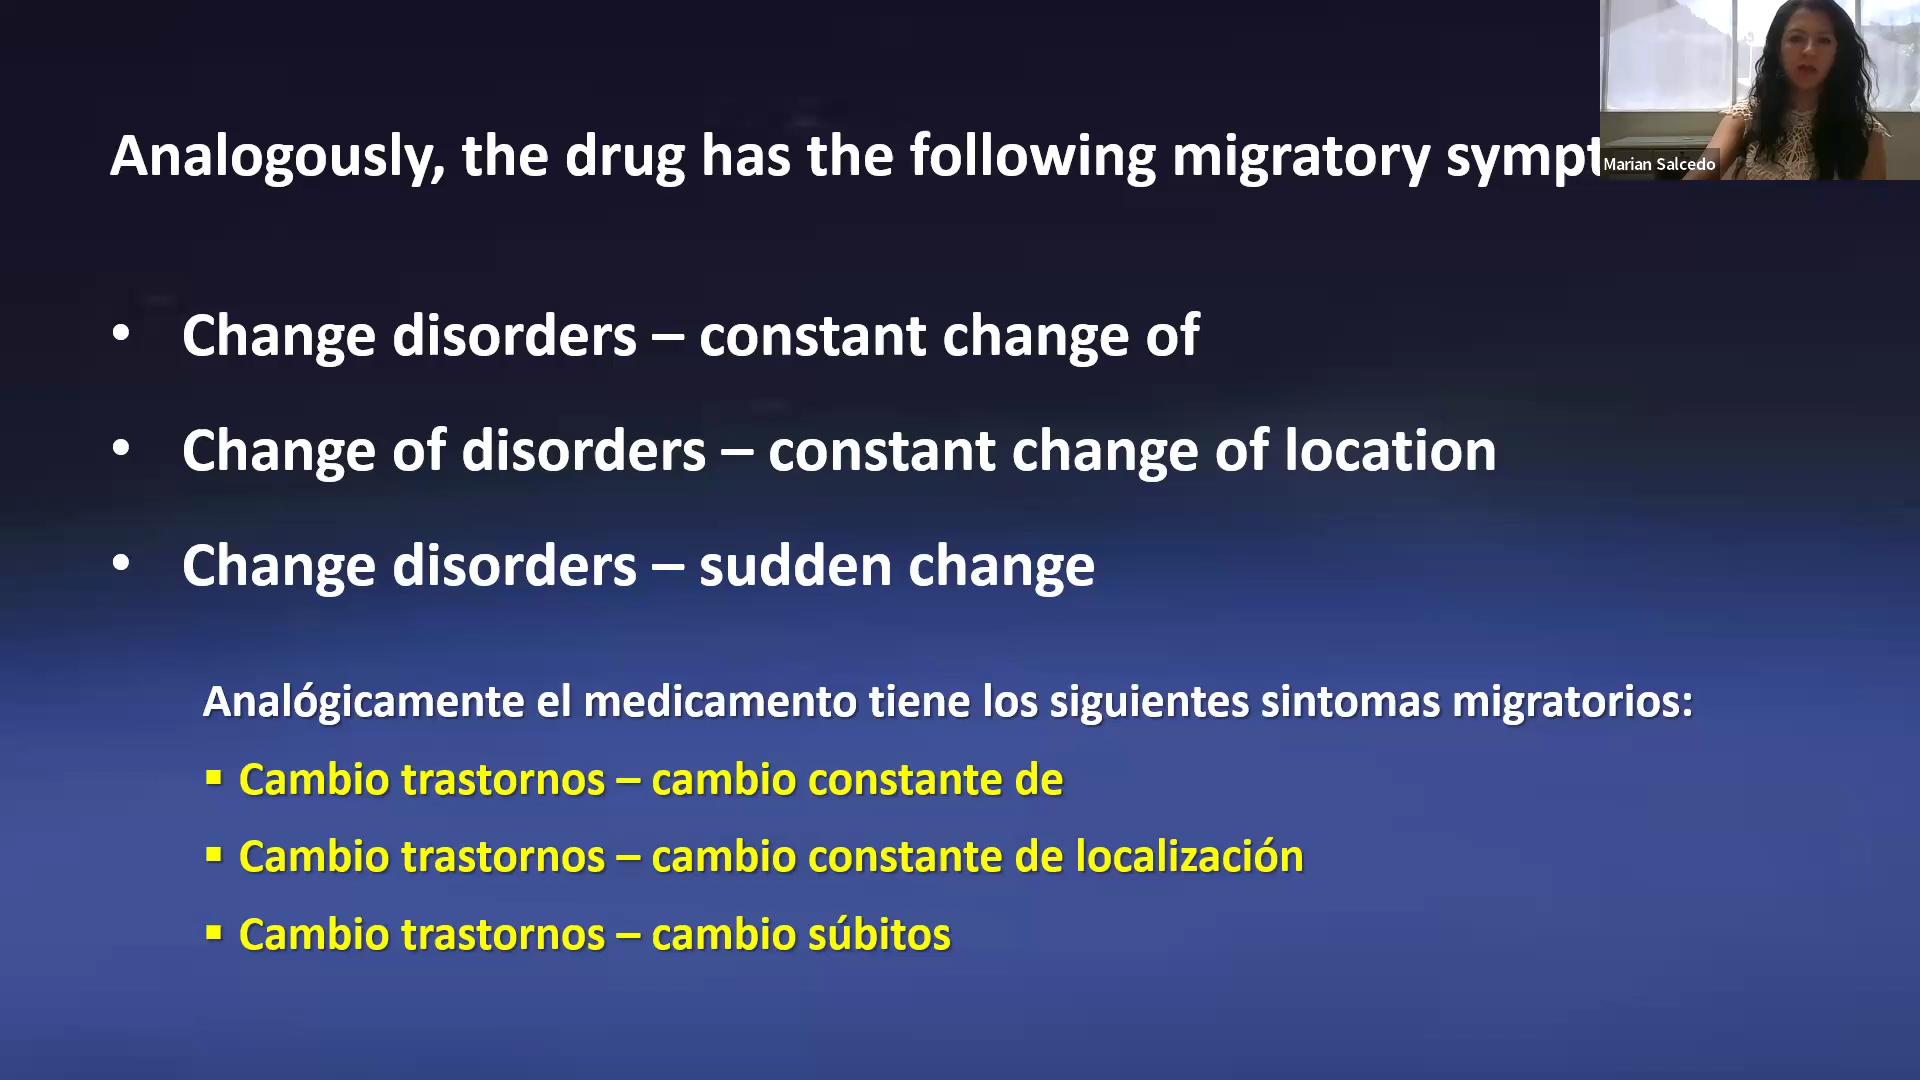 Analogously, the drug has the following migratory sympt
Marian Salcedo
• Change disorders – constant change of
• Change of disorders – constant change of location
• Change disorders – sudden change
Analógicamente el medicamento tiene los siguientes sintomas migratorios:
▪ Cambio trastornos – cambio constante de
▪ Cambio trastornos – cambio constante de localización
▪ Cambio trastornos – cambio súbitos